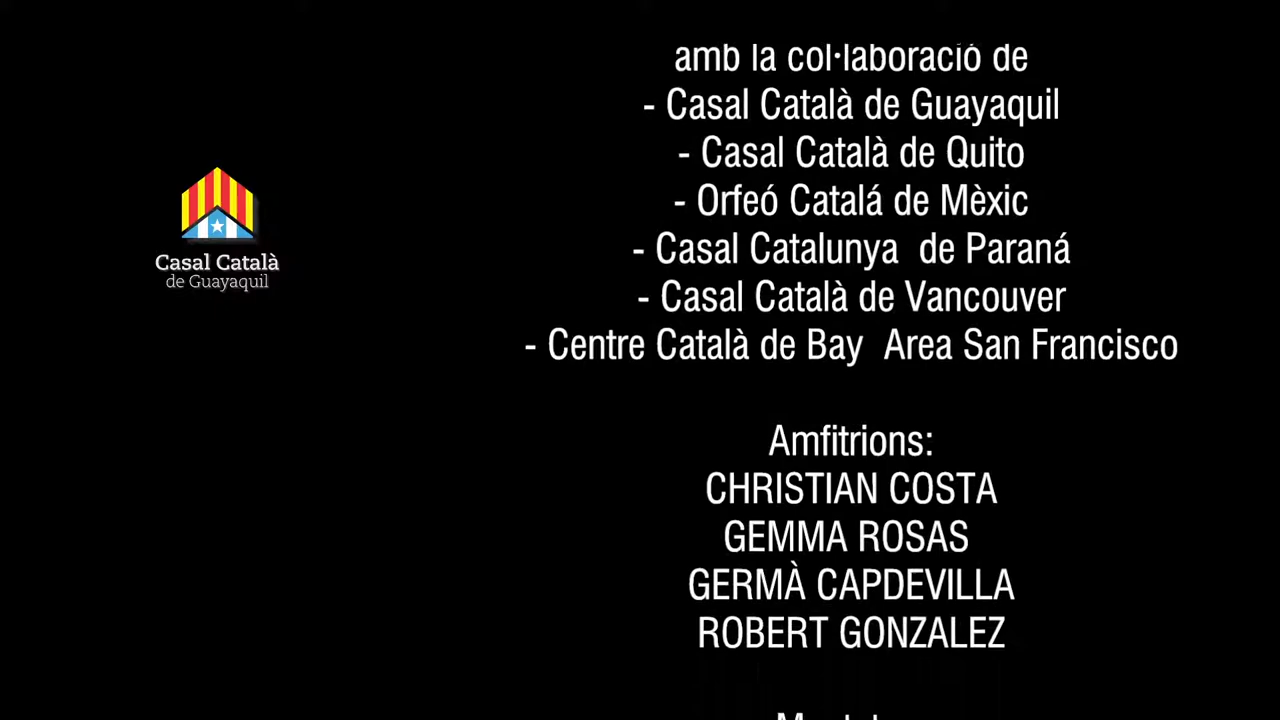 amb la col·laboració de
- Casal Català de Guayaquil
- Casal Català de Quito
- Orfeó Catalá de Mèxic
- Casal Catalunya  de Paraná
- Casal Català de Vancouver
- Centre Català de Bay  Area San Francisco
Casal Català
de Guayaquil
Amfitrions:
CHRISTIAN COSTA
GEMMA ROSAS
GERMÀ CAPDEVILLA
ROBERT GONZALEZ